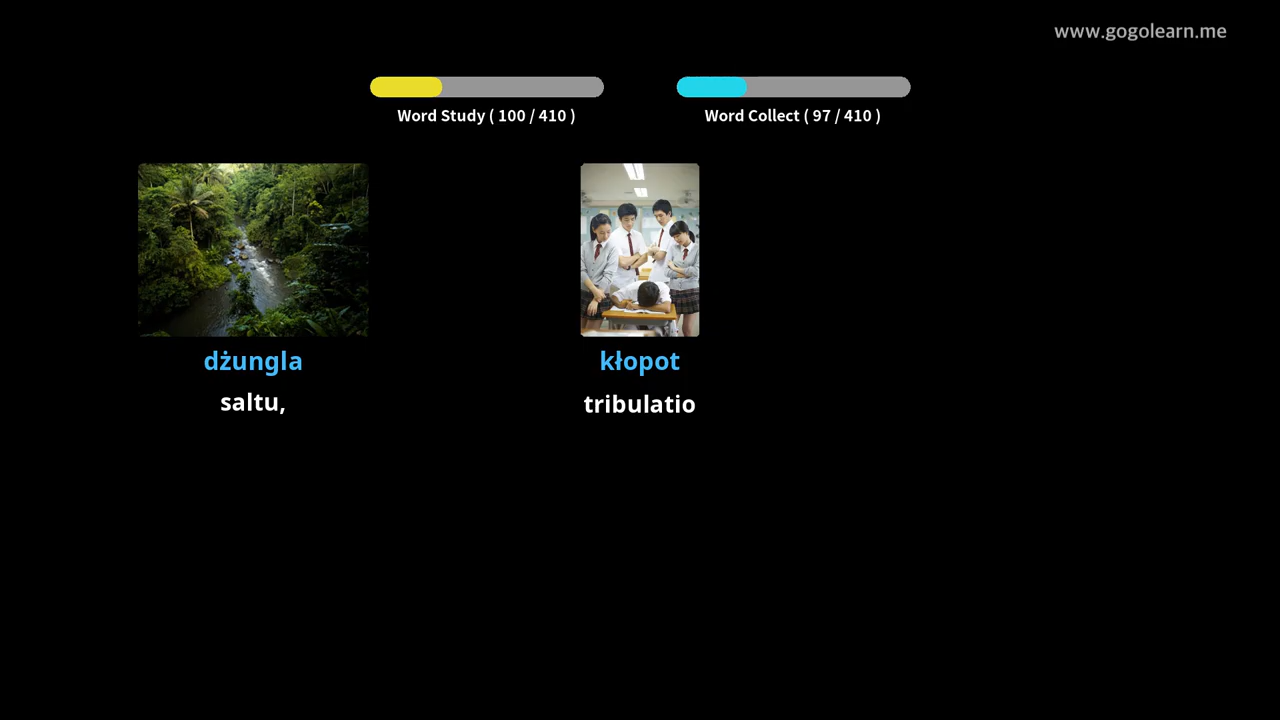 www.gogolearn.me
Word Study ( 100 / 410 )
Word Collect ( 97 / 410 )
dżungla
kłopot
saltu,
tribulatio